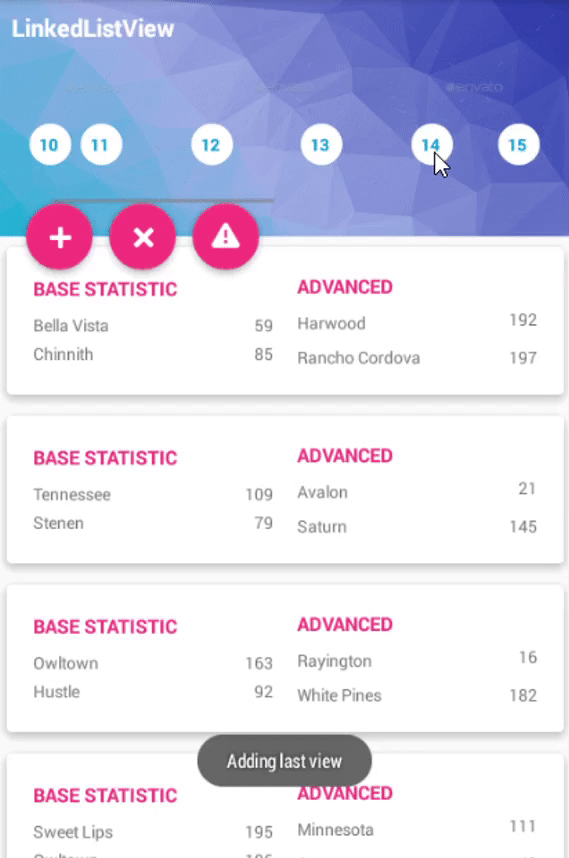 LinkedListView
@envato
10 11 12 13 14 15
BASE STATISTIC ADVANCED
Bella Vista 59 Harwood 192
Chinnith 85 Rancho Cordova 197
BASE STATISTIC ADVANCED
Tennessee 109 Avalon 21
Stenen 79 Saturn 145
BASE STATISTIC ADVANCED
Owltown 163 Rayington 16
Hustle 92 White Pines 182
Adding last view
BASE STATISTIC ADVANCED
Sweet Lips 195 Minnesota 111